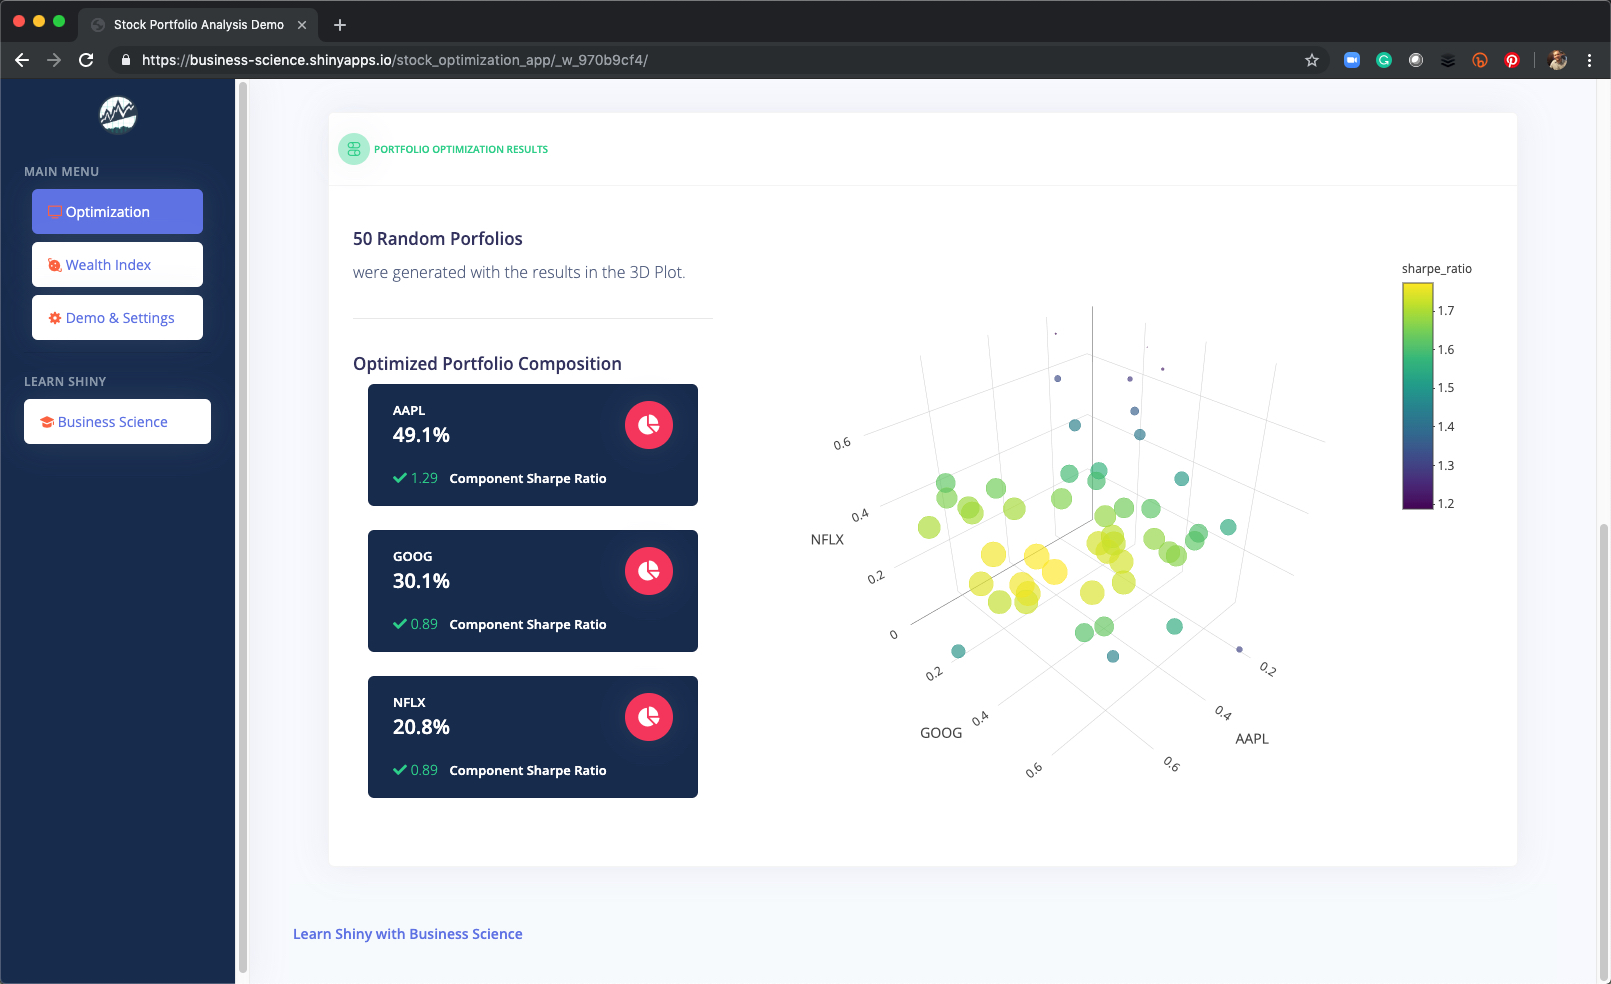 Stock Portfolio Analysis Demo
https://business-science.shinyapps.io/stock_optimization_app/_w_970b9cf4/
MAIN MENU
Optimization
Wealth Index
Demo & Settings
LEARN SHINY
Business Science
PORTFOLIO OPTIMIZATION RESULTS
50 Random Porfolios
were generated with the results in the 3D Plot.
Optimized Portfolio Composition
AAPL
49.1%
1.29 Component Sharpe Ratio
GOOG
30.1%
0.89 Component Sharpe Ratio
NFLX
20.8%
0.89 Component Sharpe Ratio
sharpe_ratio
1.7
1.6
1.5
1.4
1.3
1.2
NFLX
0.6
0.4
0.2
0
GOOG
0.2
0.4
0.6
AAPL
0.2
0.4
0.6
Learn Shiny with Business Science